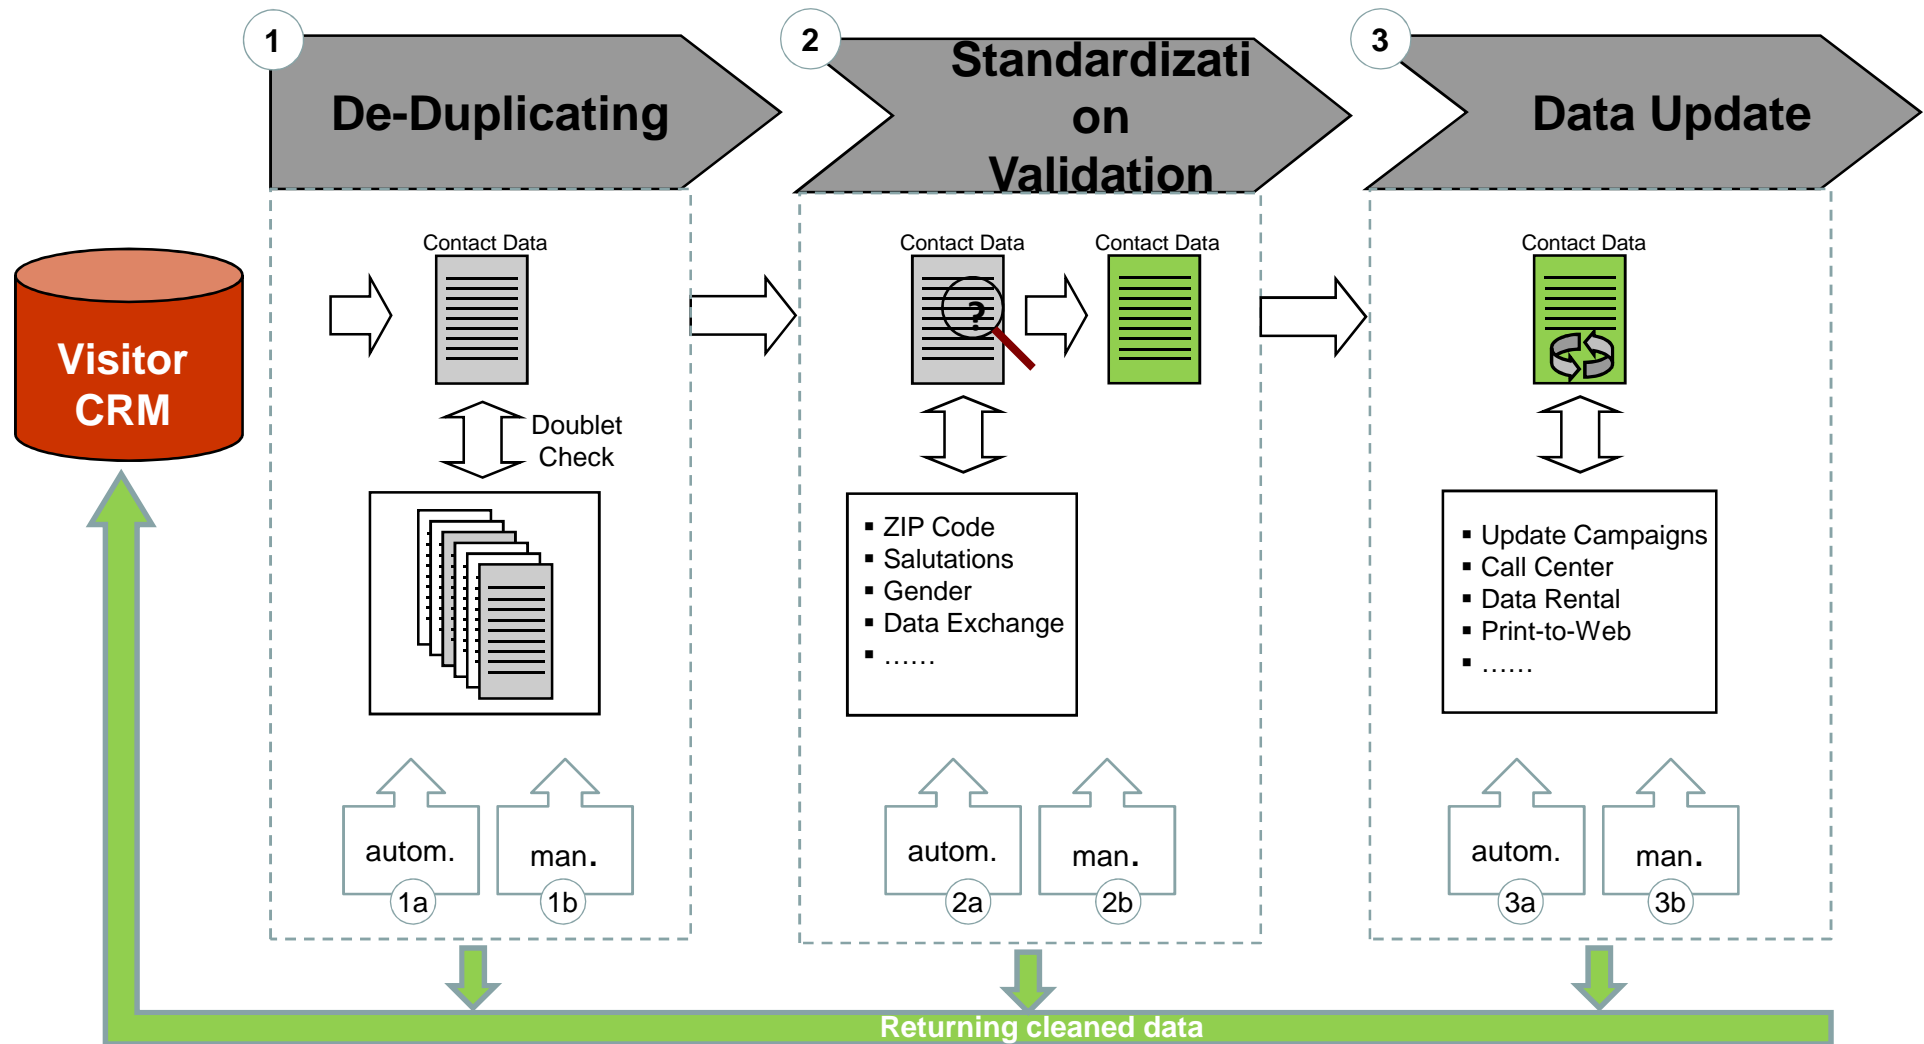 1
De-Duplicating
2
Standardizati
on
Validation
3
Data Update
Visitor
CRM
Contact Data
Doublet
Check
autom.
1a
man.
1b
Contact Data
?
Contact Data
▪ ZIP Code
▪ Salutations
▪ Gender
▪ Data Exchange
▪ ……
autom.
2a
man.
2b
Contact Data
▪ Update Campaigns
▪ Call Center
▪ Data Rental
▪ Print-to-Web
▪ ……
autom.
3a
man.
3b
Returning cleaned data